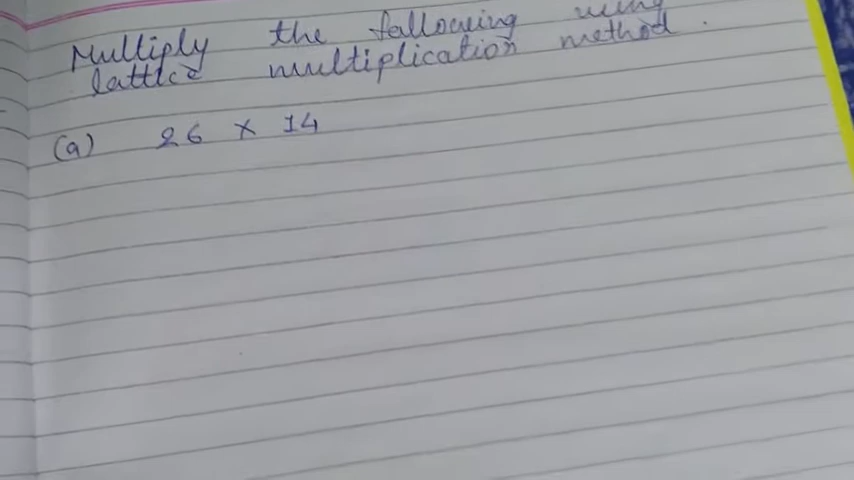 Multiply the following using
lattice multiplication method.
(a) 26 × 14